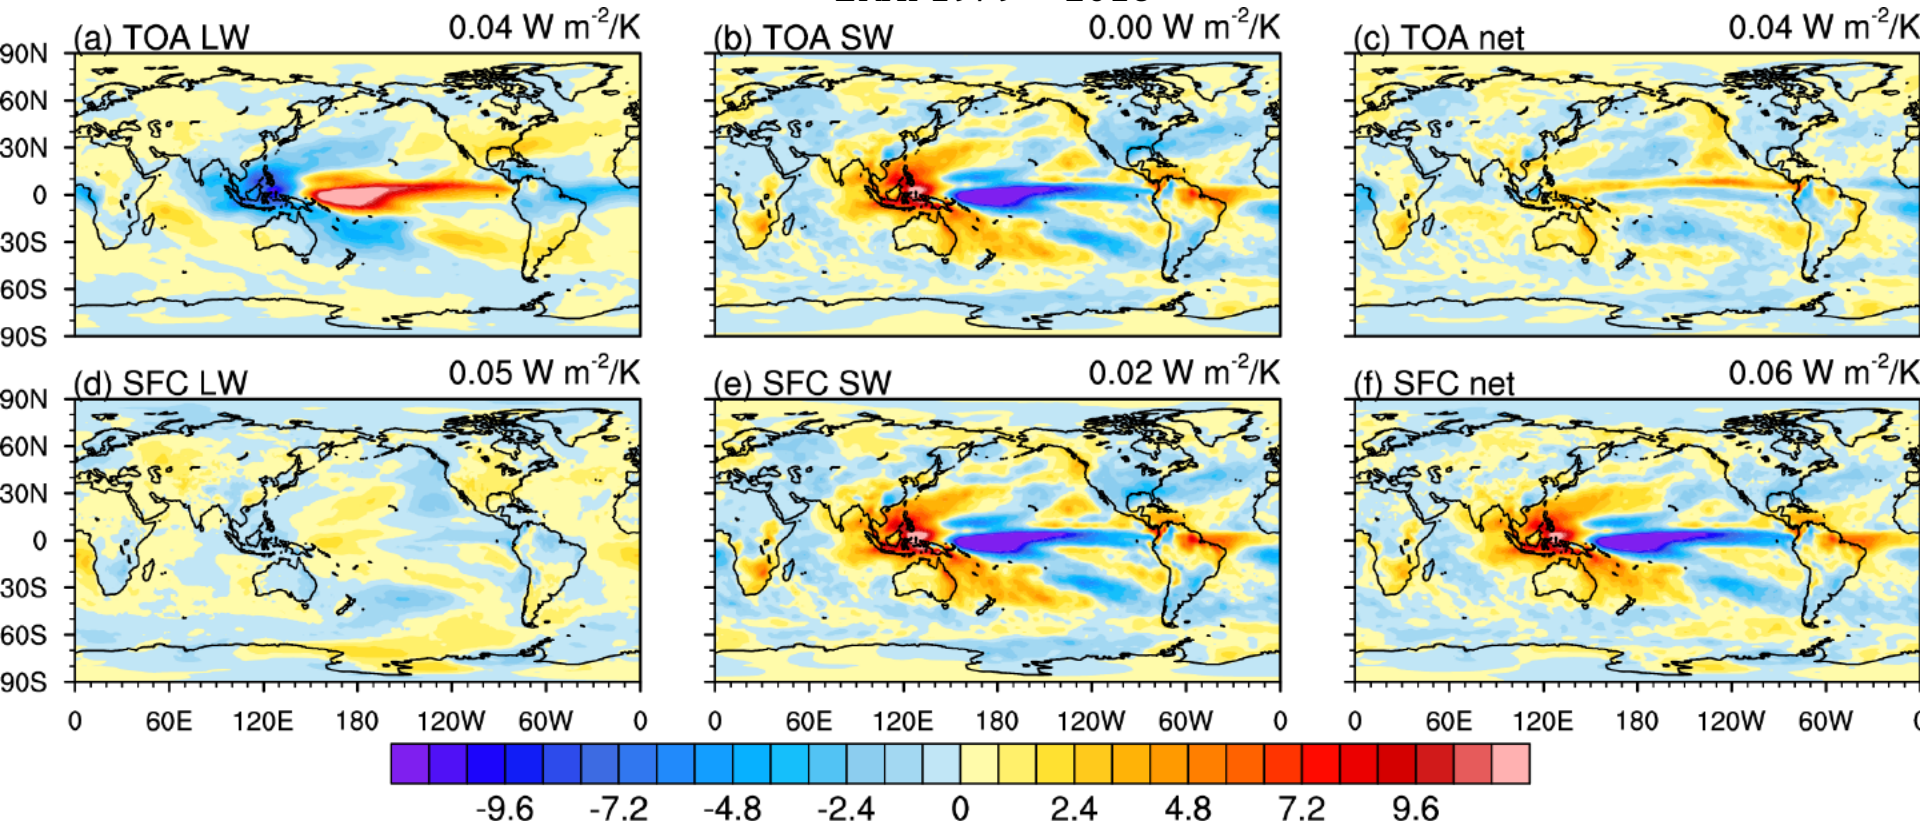 (a) TOA LW 0.04 W m-2/K (b) TOA SW 0.00 W m-2/K (c) TOA net 0.04 W m-2/K
90N
60N
30N
0
30S
60S
90S
(d) SFC LW 0.05 W m-2/K (e) SFC SW 0.02 W m-2/K (f) SFC net 0.06 W m-2/K
90N
60N
30N
0
30S
60S
90S
0 60E 120E 180 120W 60W 0 0 60E 120E 180 120W 60W 0 0 60E 120E 180 120W 60W
-9.6 -7.2 -4.8 -2.4 0 2.4 4.8 7.2 9.6